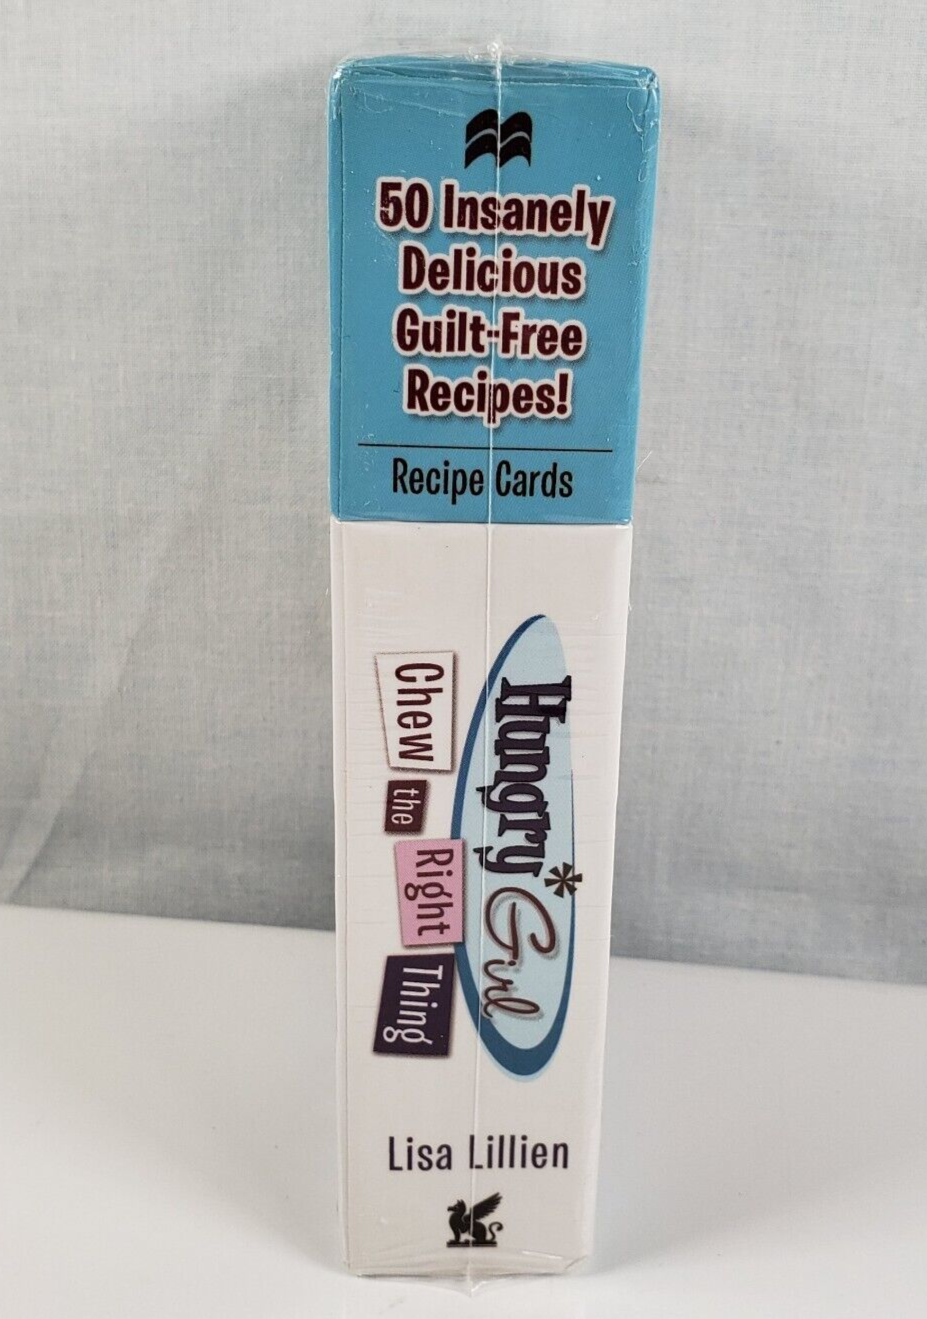 50 Insanely
Delicious
Guilt-Free
Recipes!
Recipe Cards
Hungry Girl
Chew the Right Thing
Lisa Lillien